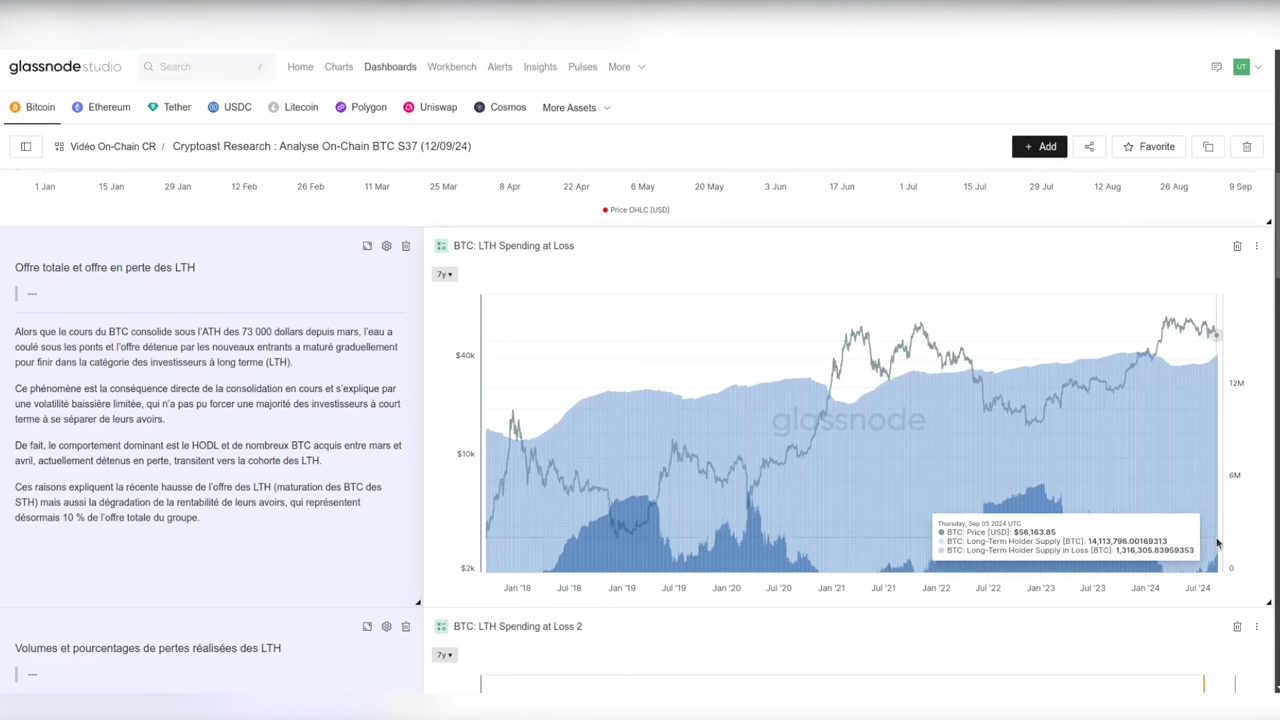 glassnode studio
Search /
Home Charts Dashboards Workbench Alerts Insights Pulses More
UT
Bitcoin Ethereum Tether USDC Litecoin Polygon Uniswap Cosmos More Assets
Vidéo On-Chain CR / Cryptoast Research : Analyse On-Chain BTC S37 (12/09/24)
+ Add
Favorite
1 Jan 15 Jan 29 Jan 12 Feb 26 Feb 11 Mar 25 Mar 8 Apr 22 Apr 6 May 20 May 3 Jun 17 Jun 1 Jul 15 Jul 29 Jul 12 Aug 26 Aug 9 Sep
Price OHLC [USD]
Offre totale et offre en perte des LTH
---
Alors que le cours du BTC consolide sous l'ATH des 73 000 dollars depuis mars, l'eau a
coulé sous les ponts et l'offre détenue par les nouveaux entrants a maturé graduellement
pour finir dans la catégorie des investisseurs à long terme (LTH).
Ce phénomène est la conséquence directe de la consolidation en cours et s'explique par
une volatilité baissière limitée, qui n'a pas pu forcer une majorité des investisseurs à court
terme à se séparer de leurs avoirs.
De fait, le comportement dominant est le HODL et de nombreux BTC acquis entre mars et
avril, actuellement détenus en perte, transitent vers la cohorte des LTH.
Ces raisons expliquent la récente hausse de l'offre des LTH (maturation des BTC des
STH) mais aussi la dégradation de la rentabilité de leurs avoirs, qui représentent
désormais 10 % de l'offre totale du groupe.
BTC: LTH Spending at Loss
7y
$40k
12M
glassnode
$10k
6M
Thursday, Sep 05 2024 UTC
BTC: Price [USD]: $56,163.85
BTC: Long-Term Holder Supply [BTC]: 14,113,796.00169313
BTC: Long-Term Holder Supply in Loss [BTC]: 1,316,305.83959353
$2k
0
Jan '18 Jul '18 Jan '19 Jul '19 Jan '20 Jul '20 Jan '21 Jul '21 Jan '22 Jul '22 Jan '23 Jul '23 Jan '24 Jul '24
Volumes et pourcentages de pertes réalisées des LTH
---
BTC: LTH Spending at Loss 2
7y